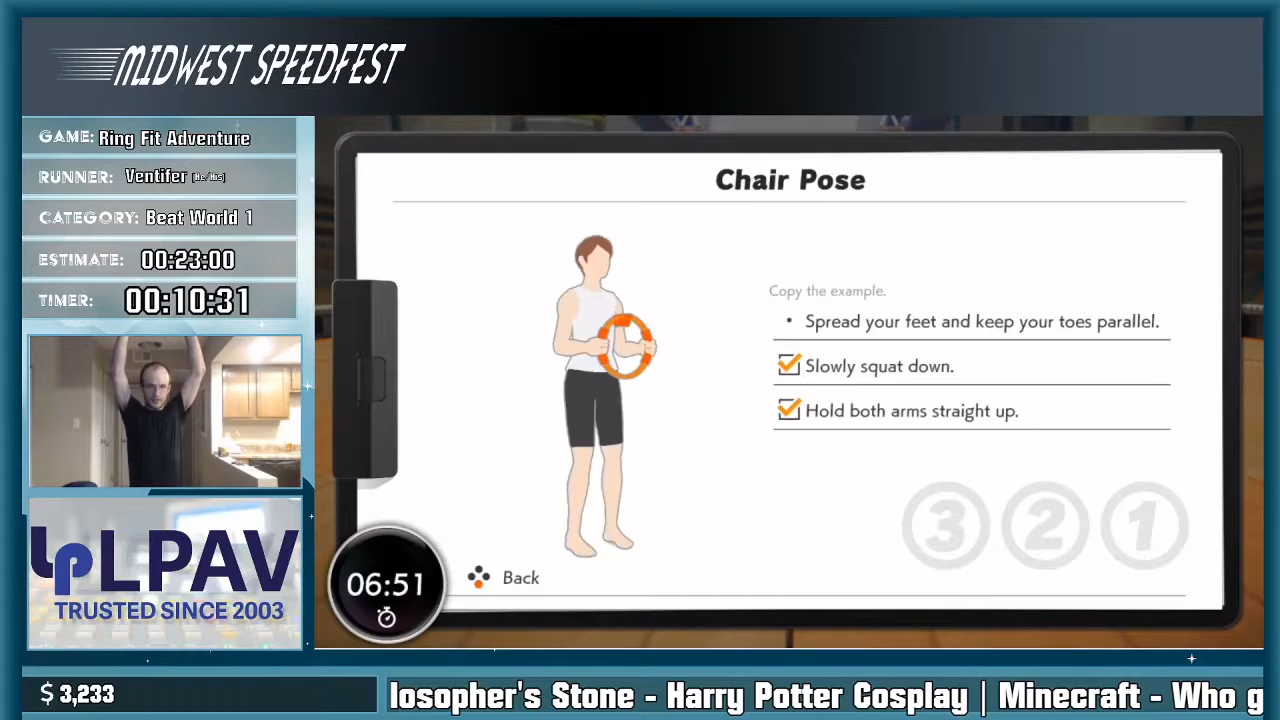 MIDWEST SPEEDFEST
GAME: Ring Fit Adventure
RUNNER: Ventifer [He/His]
CATEGORY: Beat World 1
ESTIMATE: 00:23:00
TIMER: 00:10:31
LPAV
TRUSTED SINCE 2003
Chair Pose
Copy the example.
• Spread your feet and keep your toes parallel.
Slowly squat down.
Hold both arms straight up.
3 2 1
06:51
Back
$ 3,233
losopher's Stone - Harry Potter Cosplay | Minecraft - Who g